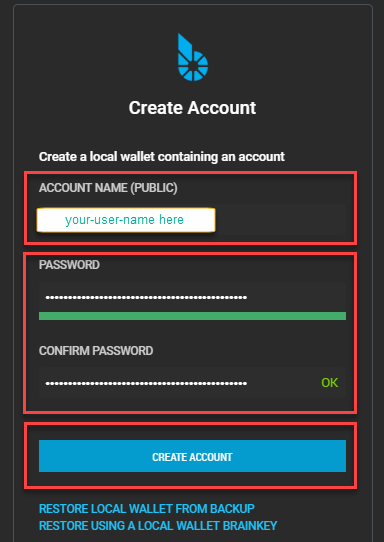 Create Account
Create a local wallet containing an account
ACCOUNT NAME (PUBLIC)
your-user-name here
PASSWORD
CONFIRM PASSWORD
OK
CREATE ACCOUNT
RESTORE LOCAL WALLET FROM BACKUP
RESTORE USING A LOCAL WALLET BRAINKEY